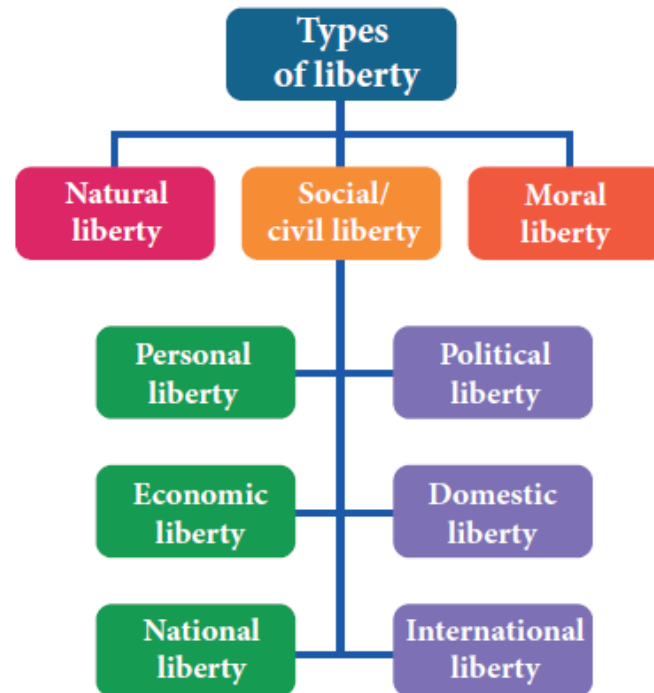 Types
of liberty
Natural
liberty
Social/
civil liberty
Moral
liberty
Personal
liberty
Political
liberty
Economic
liberty
Domestic
liberty
National
liberty
International
liberty